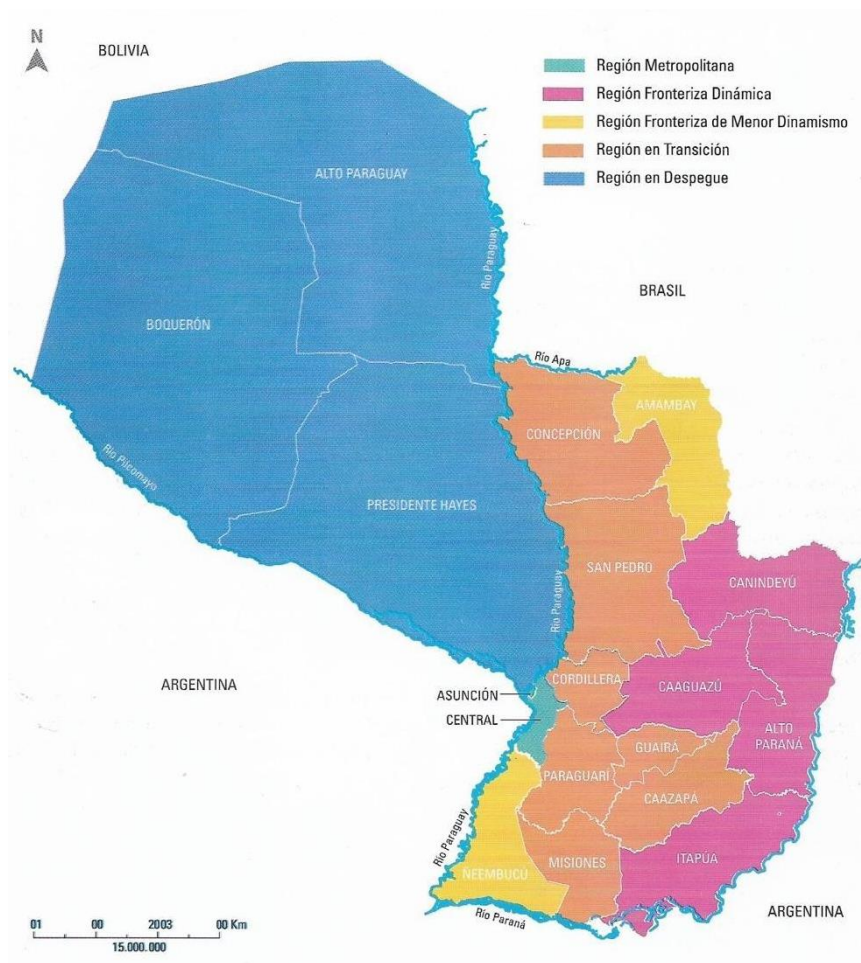 N
BOLIVIA
Región Metropolitana
Región Fronteriza Dinámica
Región Fronteriza de Menor Dinamismo
Región en Transición
Región en Despegue
ALTO PARAGUAY
Río Paraguay
BRASIL
BOQUERÓN
Río Apa
AMAMBAY
CONCEPCIÓN
Río Pilcomayo
PRESIDENTE HAYES
SAN PEDRO
CANINDEYÚ
Río Paraguay
ARGENTINA
CORDILLERA
CAAGUAZÚ
ASUNCIÓN
CENTRAL
ALTO
PARANÁ
GUAIRÁ
PARAGUARÍ
CAAZAPÁ
Río Paraguay
ITAPÚA
MISIONES
ÑEEMBUCÚ
ARGENTINA
Río Paraná
01 00 2003 00 Km
15.000.000